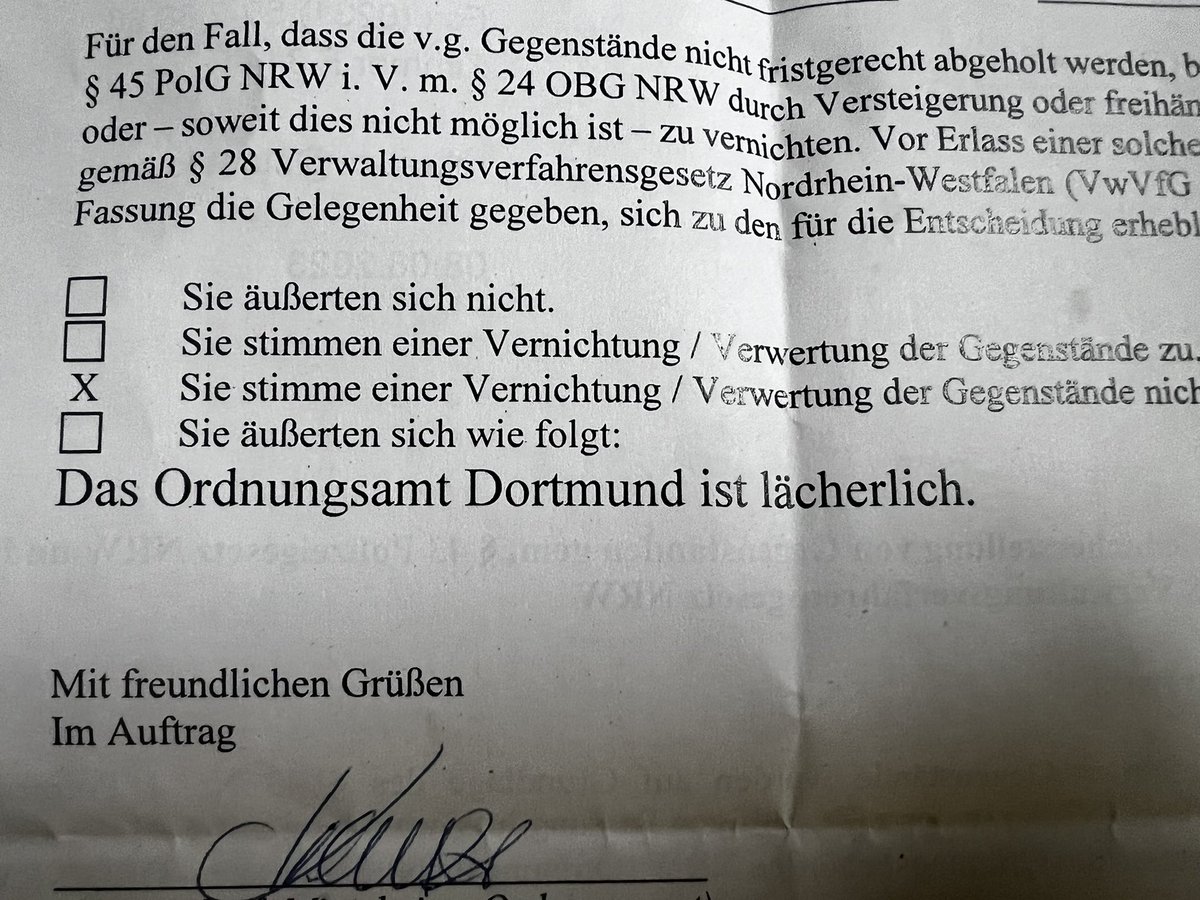 Für den Fall, dass die v.g. Gegenstände nicht fristgerecht abgeholt werden,
§ 45 PolG NRW i. V. m. § 24 OBG NRW durch Versteigerung oder
oder – soweit dies nicht möglich ist – zu vernichten. Vor Erlass einer
gemäß § 28 Verwaltungsverfahrensgesetz Nordrhein-Westfalen (VwVfG
Fassung die Gelegenheit gegeben, sich zu den für die Entscheidung
Sie äußerten sich nicht.
Sie stimmen einer Vernichtung / Verwertung der Gegenstände zu.
X Sie stimme einer Vernichtung / Verwertung der Gegenstände
Sie äußerten sich wie folgt:
Das Ordnungsamt Dortmund ist lächerlich.
Mit freundlichen Grüßen
Im Auftrag